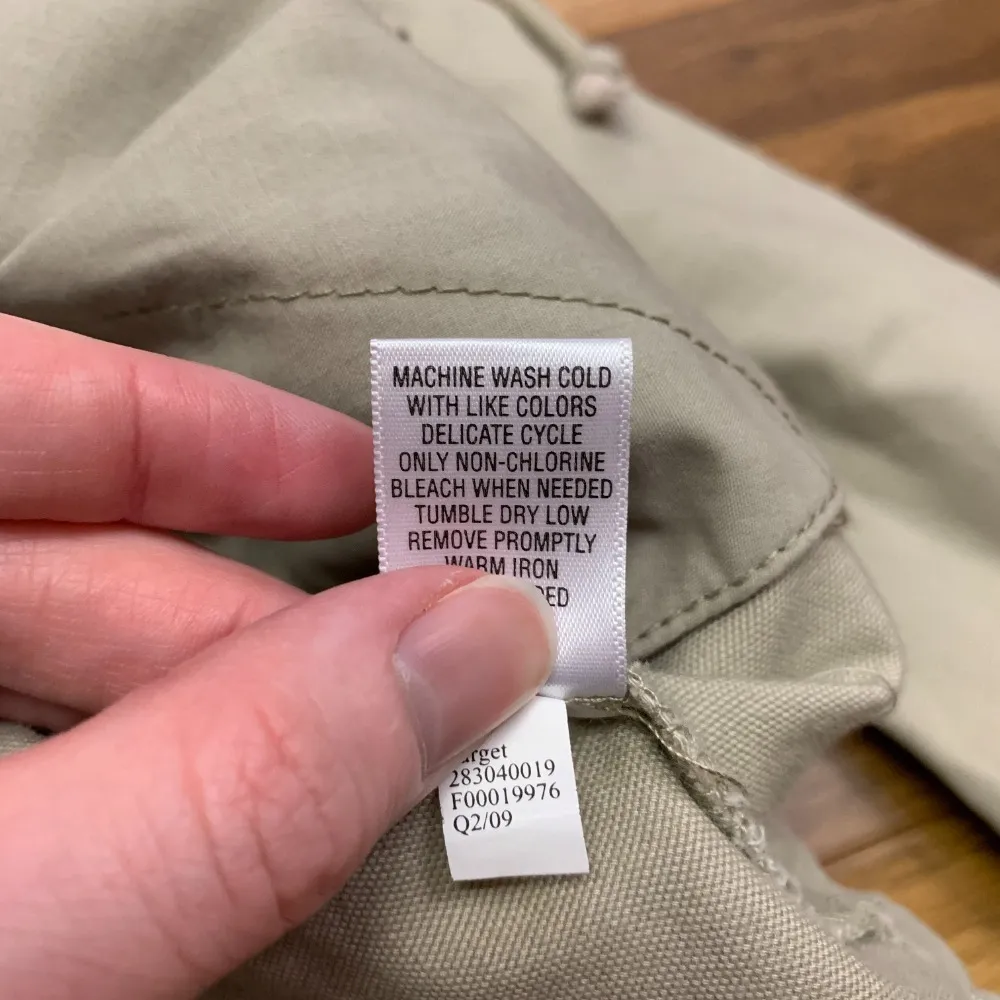 MACHINE WASH COLD
WITH LIKE COLORS
DELICATE CYCLE
ONLY NON-CHLORINE
BLEACH WHEN NEEDED
TUMBLE DRY LOW
REMOVE PROMPTLY
WARM IRON
283040019
F00019976
Q2/09